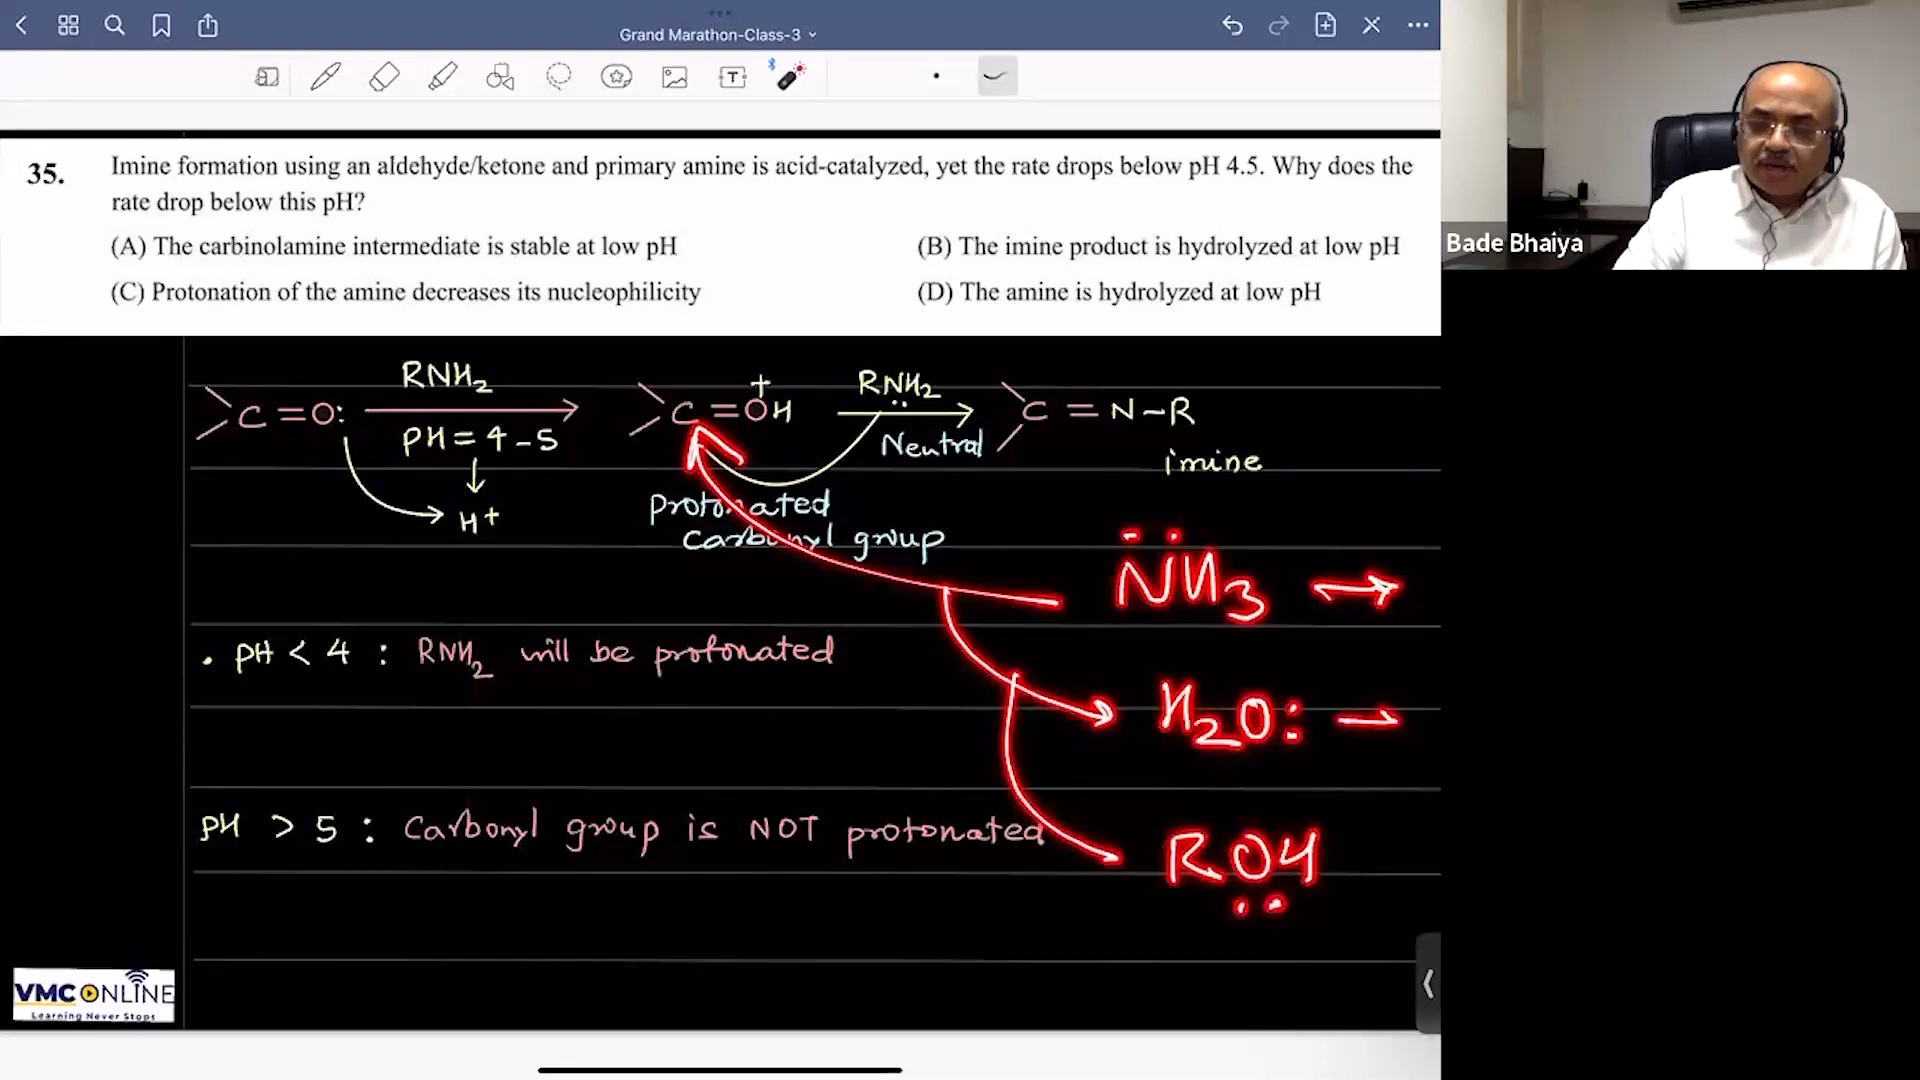 Grand Marathon-Class-3
35. Imine formation using an aldehyde/ketone and primary amine is acid-catalyzed, yet the rate drops below pH 4.5. Why does the
rate drop below this pH?
(A) The carbinolamine intermediate is stable at low pH
(B) The imine product is hydrolyzed at low pH
(C) Protonation of the amine decreases its nucleophilicity
(D) The amine is hydrolyzed at low pH
Bade Bhaiya
C=O: RNH₂ PH = 4-5 H+
C=O⁺H RNH₂ Neutral
C=N-R
imine
Protonated
carbonyl group
NH₃
. PH < 4 : RNH₂ will be protonated
H₂O:
PH > 5 : Carbonyl group is NOT protonated
ROH
VMC ONLINE
Learning Never Stops